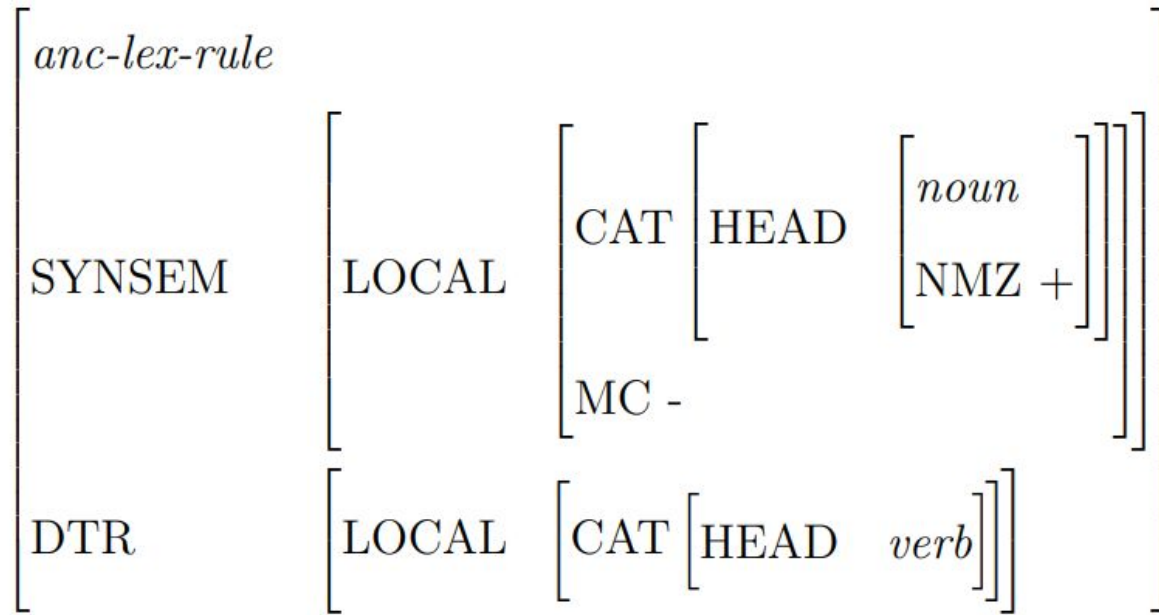 anc-lex-rule
SYNSEM LOCAL CAT HEAD noun
NMZ +
MC -
DTR LOCAL CAT HEAD verb